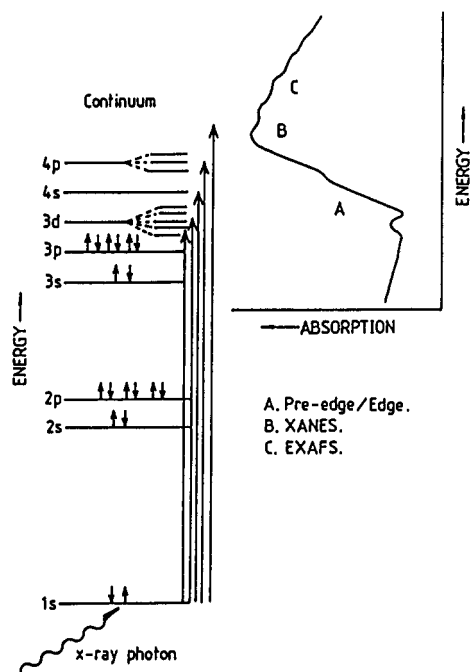 Continuum
4p
4s
3d
3p
3s
2p
2s
1s
ENERGY
x-ray photon
C
B
A
ENERGY
ABSORPTION
A. Pre-edge/Edge.
B. XANES.
C. EXAFS.